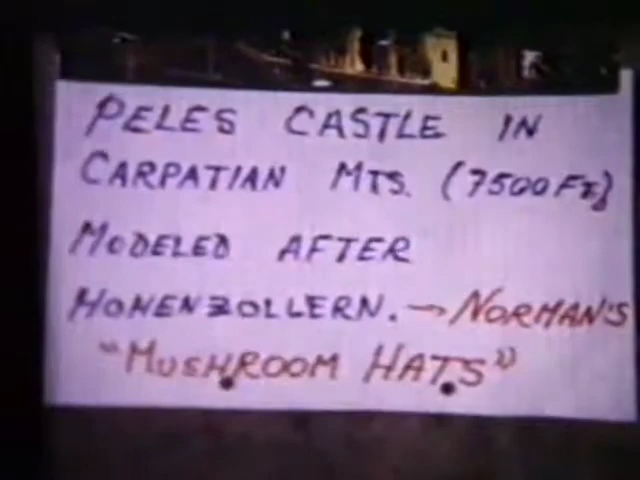 PELES CASTLE IN
CARPATIAN MTS. (7500 FT)
MODELED AFTER
HOHENZOLLERN. → NORMAN'S
"MUSHROOM HATS"